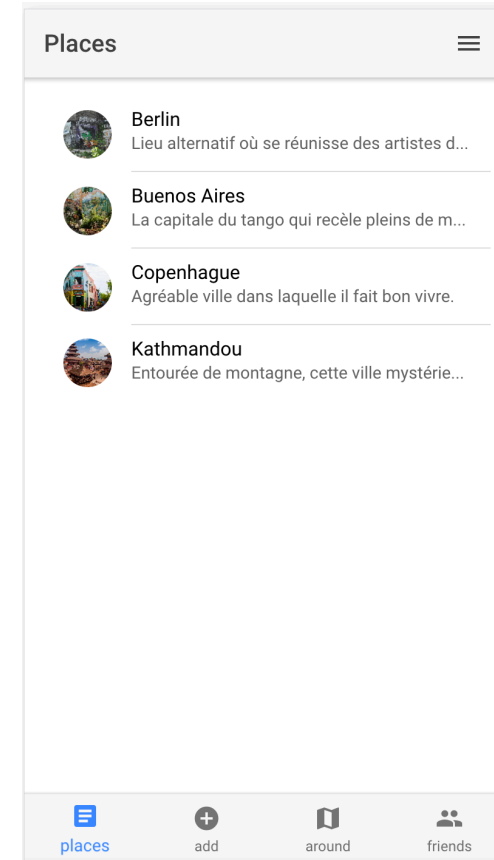 Places
Berlin
Lieu alternatif où se réunisse des artistes d...
Buenos Aires
La capitale du tango qui recèle pleins de m...
Copenhague
Agréable ville dans laquelle il fait bon vivre.
Kathmandou
Entourée de montagne, cette ville mystérie...
places add around friends